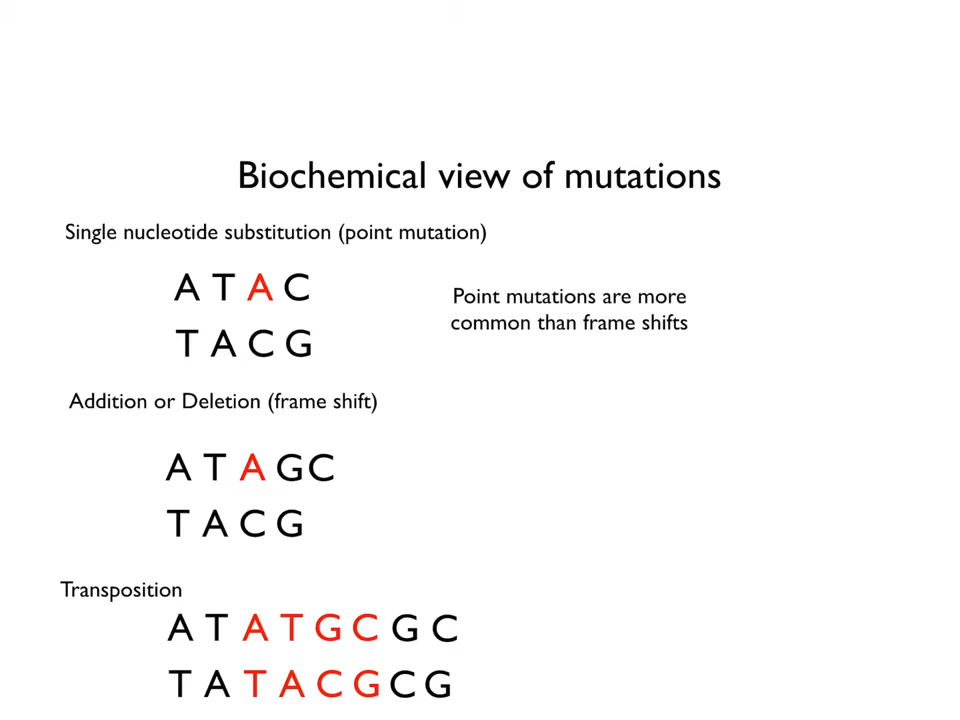 Biochemical view of mutations
Single nucleotide substitution (point mutation)
A T A C
T A C G
Point mutations are more
common than frame shifts
Addition or Deletion (frame shift)
A T A G C
T A C G
Transposition
A T A T G C G C
T A T A C G C G